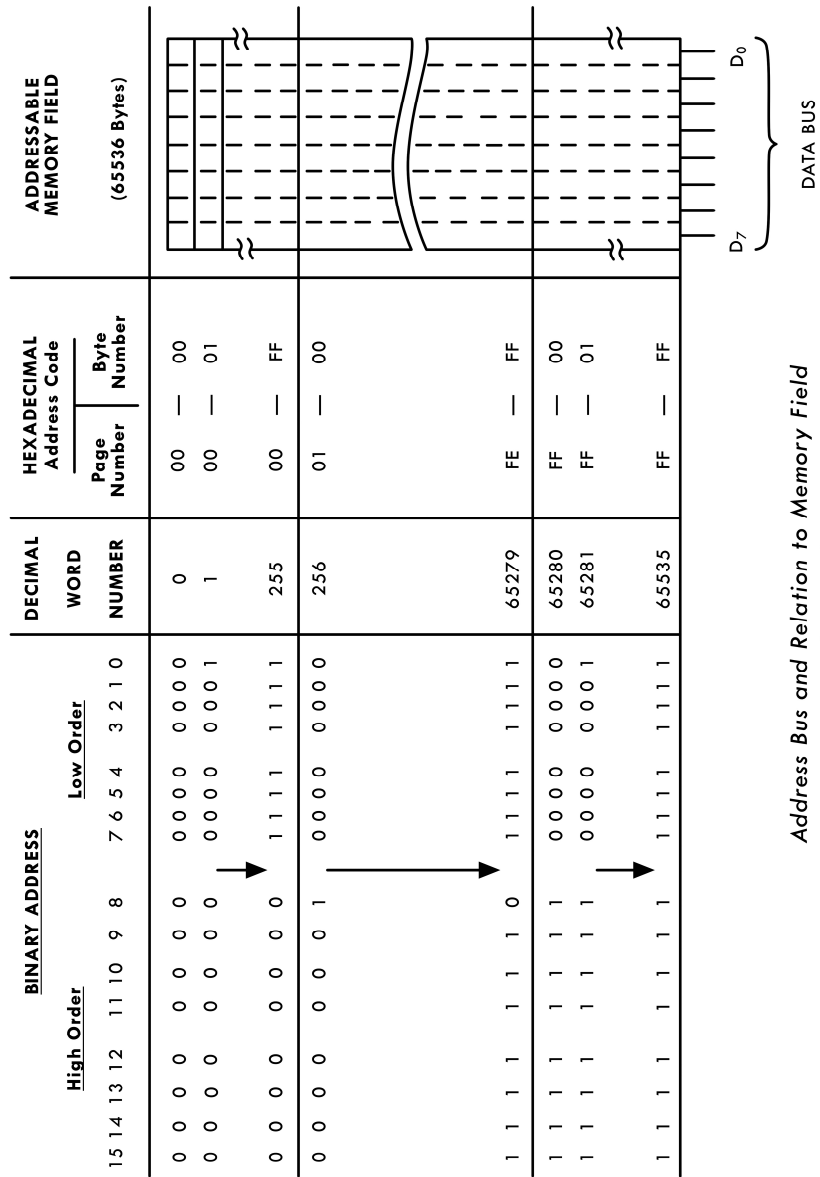 BINARY ADDRESS
High Order
Low Order
15 14 13 12 11 10 9 8 7 6 5 4 3 2 1 0
DECIMAL
WORD
NUMBER
HEXADECIMAL
Address Code
Page
Number
Byte
Number
ADDRESSABLE
MEMORY FIELD
(65536 Bytes)
0 0 0 0 0 0 0 0 0 0 0 0 0 0 0 0 0 00 — 00
0 0 0 0 0 0 0 0 0 0 0 0 0 0 0 1 1 00 — 01
0 0 0 0 0 0 0 0 1 1 1 1 1 1 1 1 255 00 — FF
0 0 0 0 0 0 0 1 0 0 0 0 0 0 0 0 256 01 — 00
1 1 1 1 1 1 1 0 1 1 1 1 1 1 1 1 65279 FE — FF
1 1 1 1 1 1 1 1 0 0 0 0 0 0 0 0 65280 FF — 00
1 1 1 1 1 1 1 1 0 0 0 0 0 0 0 1 65281 FF — 01
1 1 1 1 1 1 1 1 1 1 1 1 1 1 1 1 65535 FF — FF
D7
D0
DATA BUS
Address Bus and Relation to Memory Field